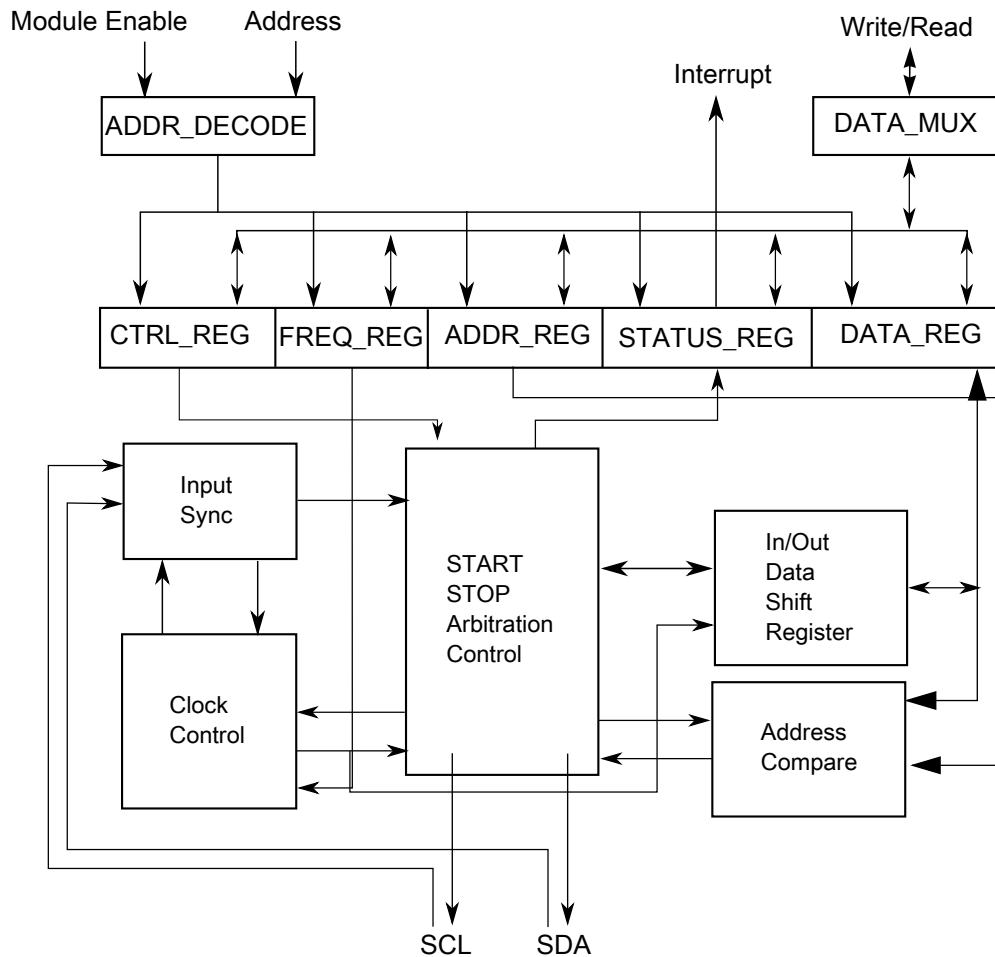 Module Enable
Address
Write/Read
Interrupt
ADDR_DECODE
DATA_MUX
CTRL_REG
FREQ_REG
ADDR_REG
STATUS_REG
DATA_REG
Input
Sync
START
STOP
Arbitration
Control
In/Out
Data
Shift
Register
Clock
Control
Address
Compare
SCL
SDA